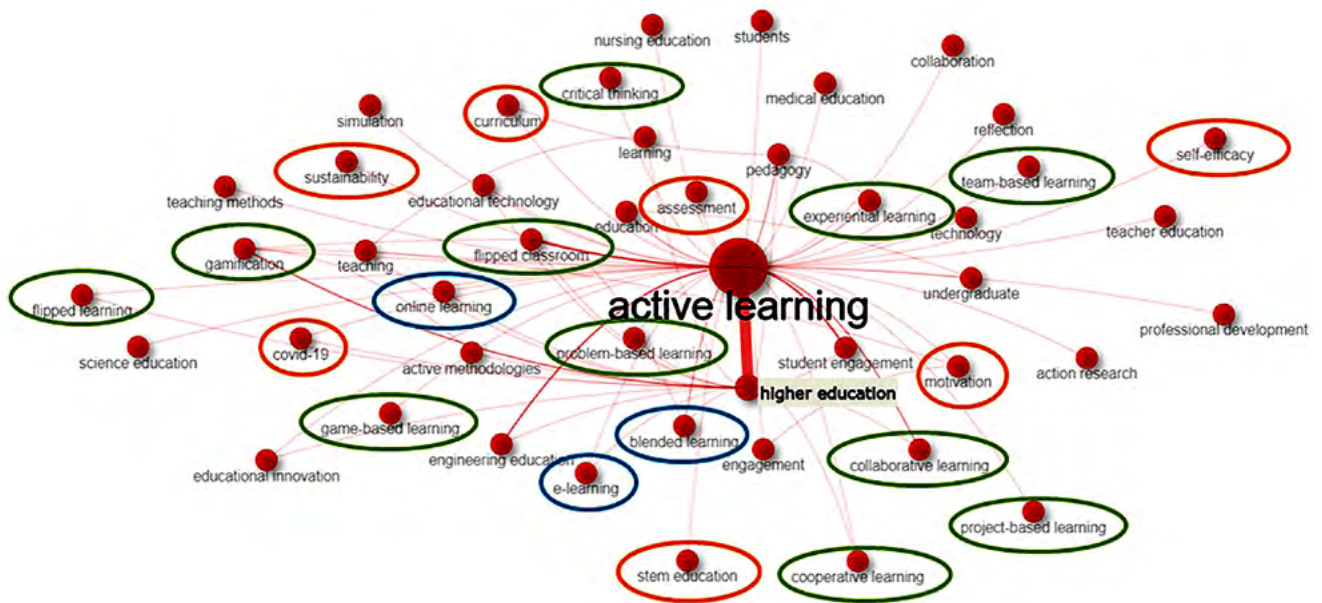 nursing education
students
collaboration
critical thinking
medical education
simulation
curriculum
reflection
learning
self-efficacy
pedagogy
sustainability
team-based learning
teaching methods
educational technology
assessment
experiential learning
education
technology
teacher education
flipped classroom
gamification
teaching
flipped learning
online learning
active learning
undergraduate
professional development
science education
covid-19
active methodologies
problem-based learning
student engagement
action research
motivation
higher education
game-based learning
blended learning
educational innovation
engineering education
engagement
collaborative learning
e-learning
project-based learning
stem education
cooperative learning